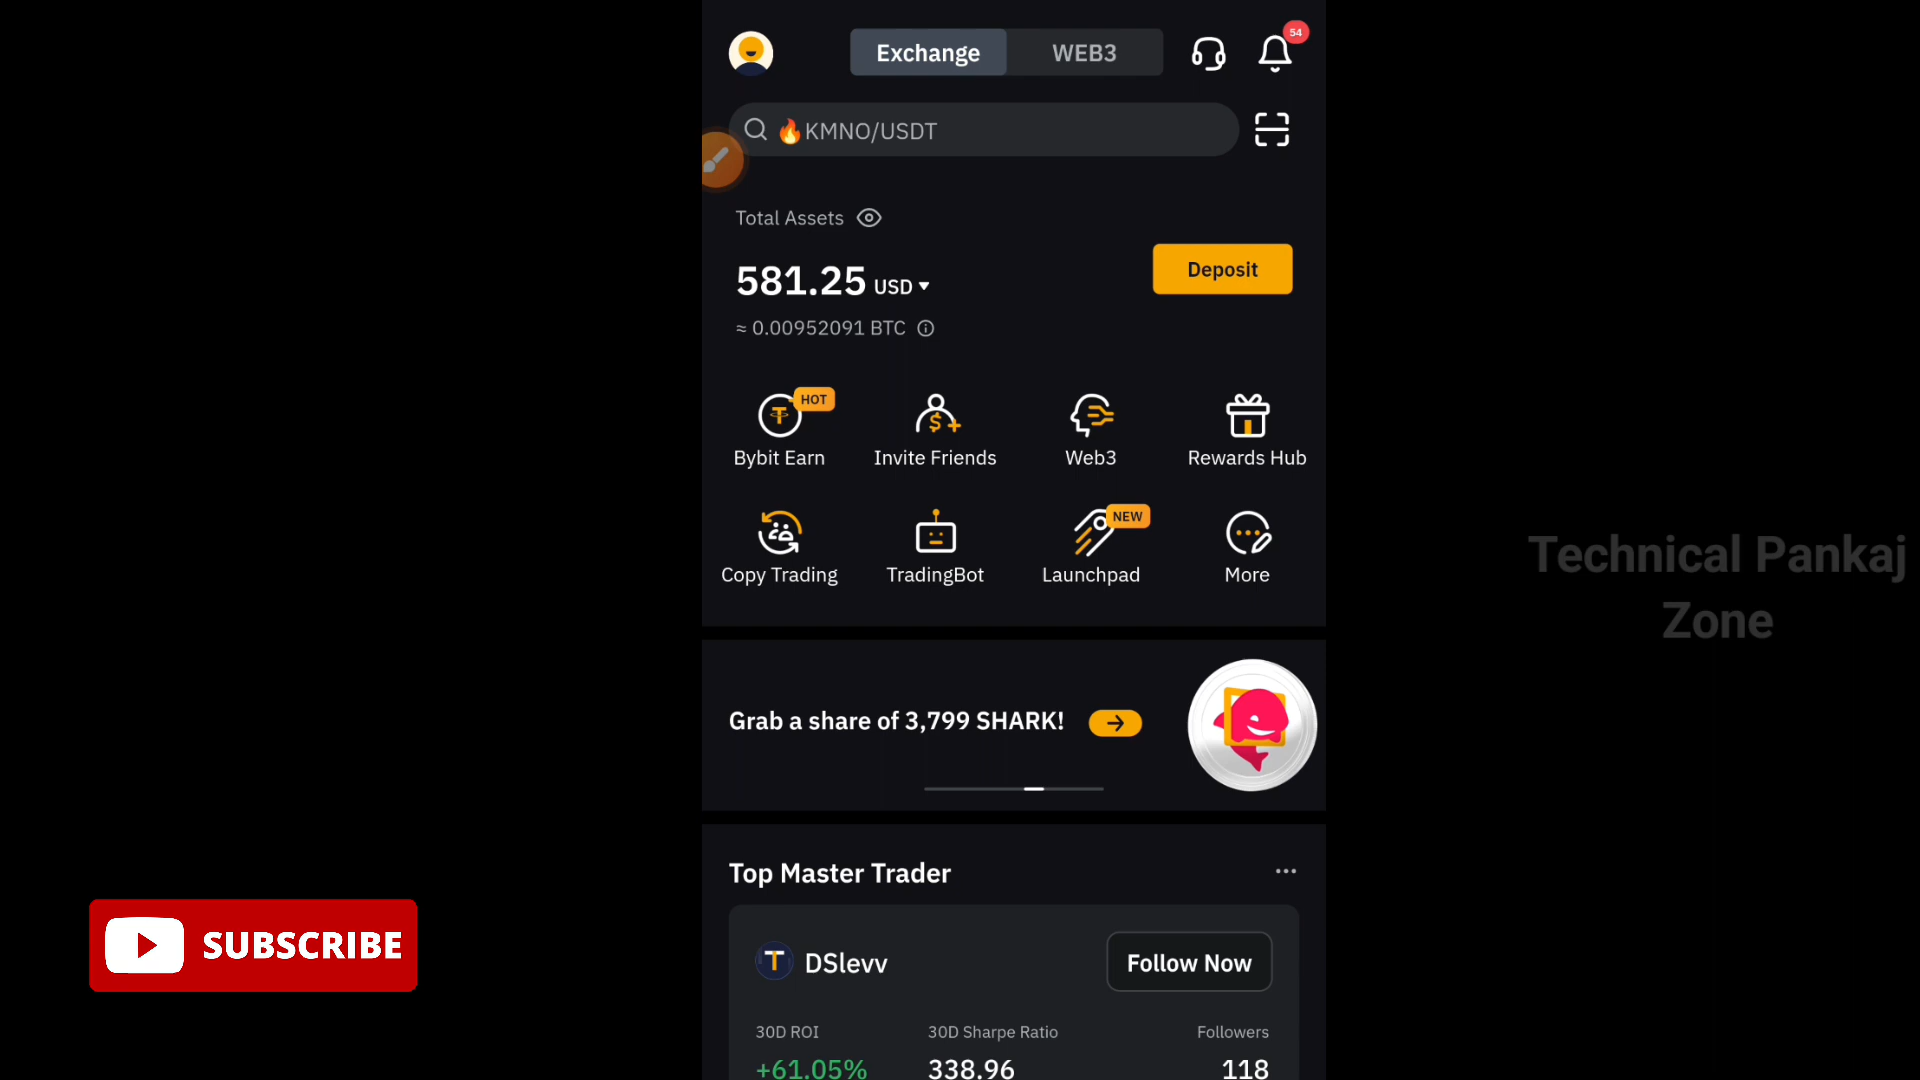 Exchange
WEB3
54
KMNO/USDT
Total Assets
581.25 USD
Deposit
≈ 0.00952091 BTC
HOT
Bybit Earn
Invite Friends
Web3
Rewards Hub
NEW
Copy Trading
TradingBot
Launchpad
More
Technical Pankaj
Zone
Grab a share of 3,799 SHARK!
Top Master Trader
DSlevv
Follow Now
SUBSCRIBE
30D ROI
30D Sharpe Ratio
Followers
+61.05%
338.96
118